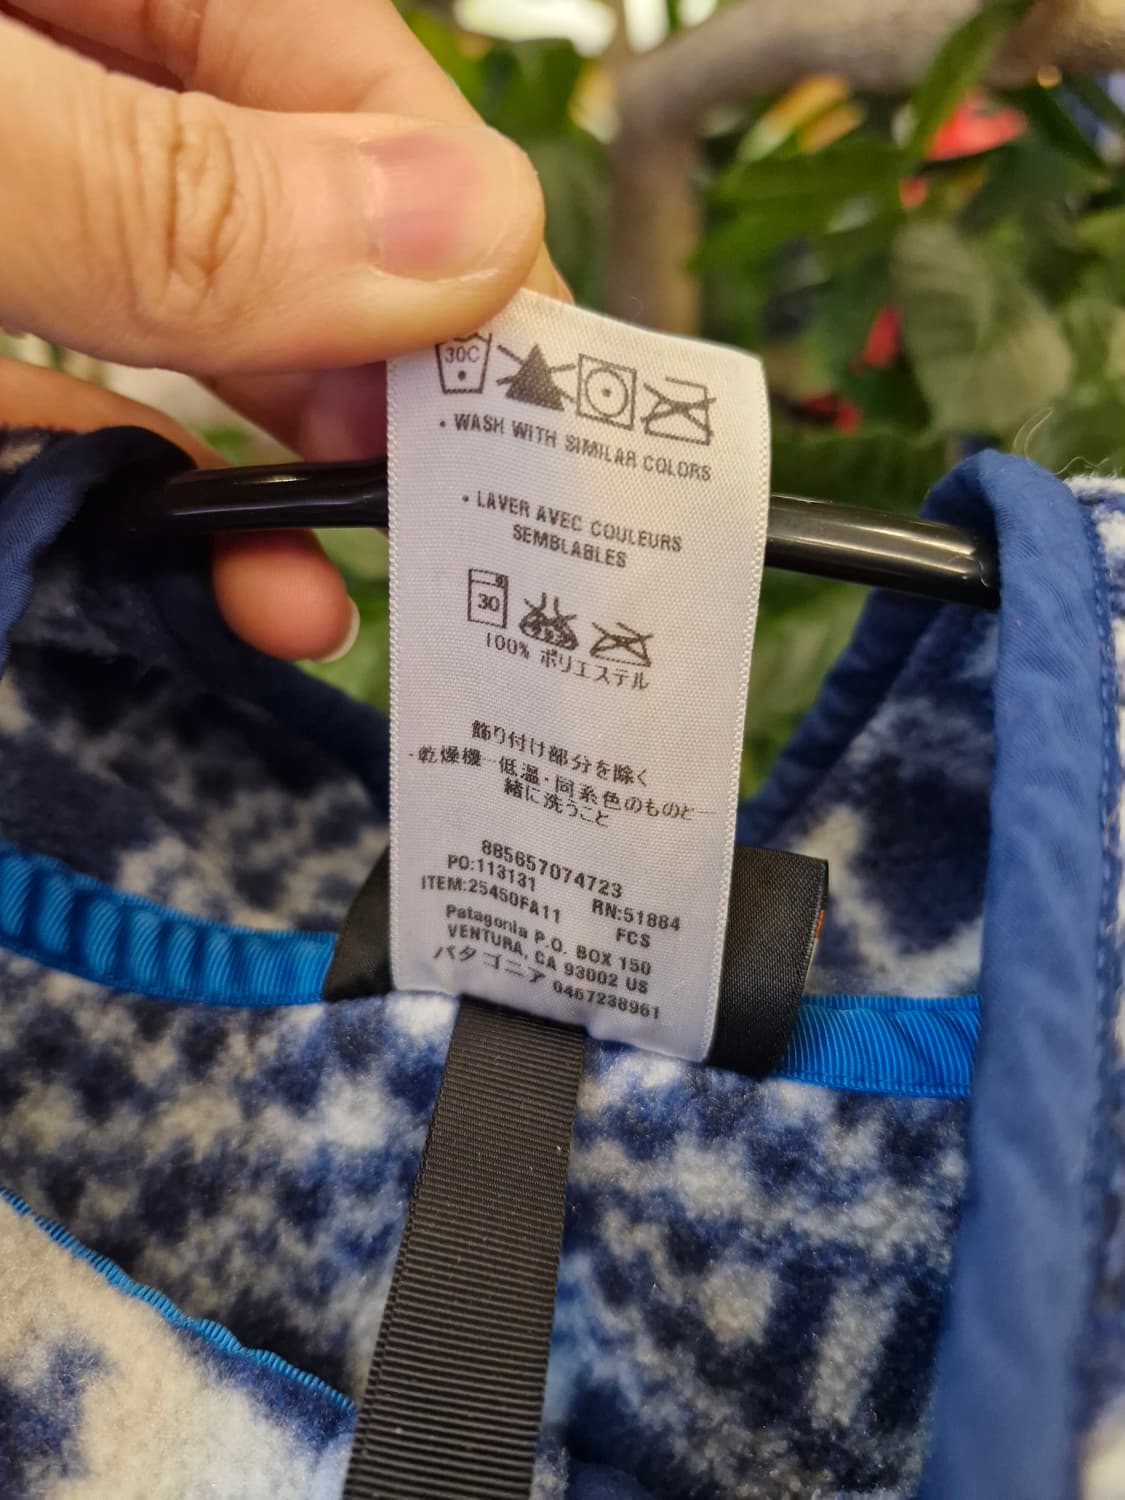 30C
• WASH WITH SIMILAR COLORS
• LAVER AVEC COULEURS
SEMBLABLES
30
100% ポリエステル
飾り付け部分を除く
・乾燥機 低温・同系色のものと一
緒に洗うこと
885657074723
PO:113131 RN:51884
ITEM:25450FA11 FCS
Patagonia P.O. BOX 150
VENTURA, CA 93002 US
パタゴニア 0467238961